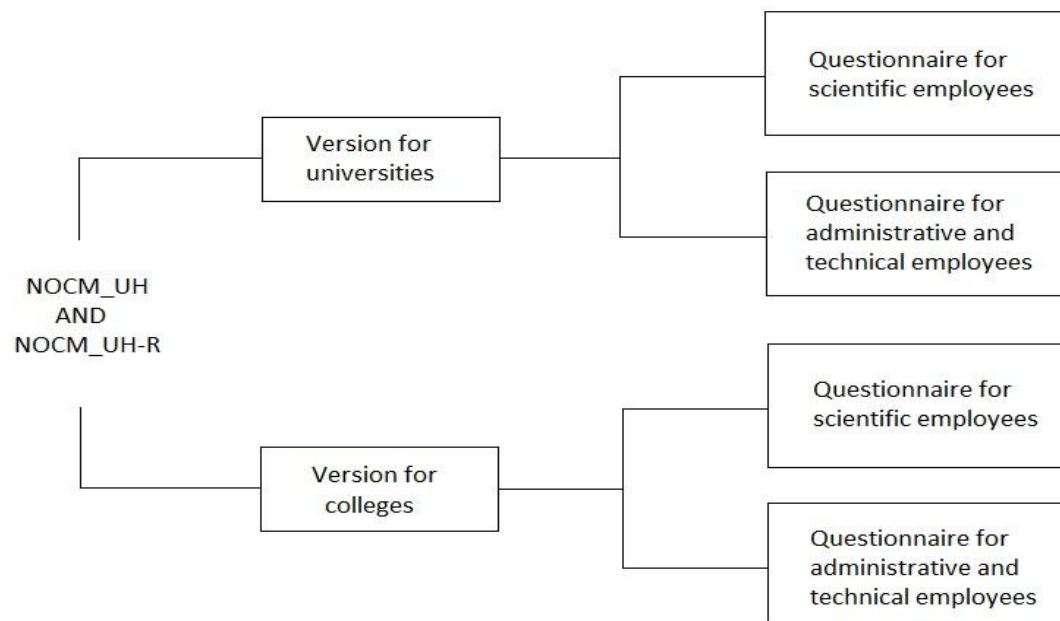 NOCM_UH
AND
NOCM_UH-R
Version for
universities
Questionnaire for
scientific employees
Questionnaire for
administrative and
technical employees
Version for
colleges
Questionnaire for
scientific employees
Questionnaire for
administrative and
technical employees